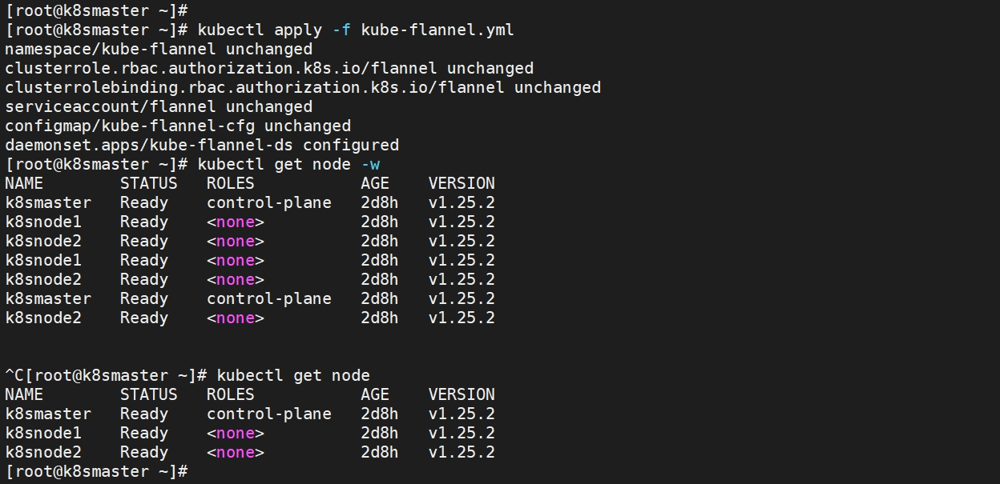 [root@k8smaster ~]#
[root@k8smaster ~]# kubectl apply -f kube-flannel.yml
namespace/kube-flannel unchanged
clusterrole.rbac.authorization.k8s.io/flannel unchanged
clusterrolebinding.rbac.authorization.k8s.io/flannel unchanged
serviceaccount/flannel unchanged
configmap/kube-flannel-cfg unchanged
daemonset.apps/kube-flannel-ds configured
[root@k8smaster ~]# kubectl get node -w
NAME        STATUS   ROLES           AGE    VERSION
k8smaster   Ready    control-plane   2d8h   v1.25.2
k8snode1    Ready    <none>          2d8h   v1.25.2
k8snode2    Ready    <none>          2d8h   v1.25.2
k8snode1    Ready    <none>          2d8h   v1.25.2
k8snode2    Ready    <none>          2d8h   v1.25.2
k8smaster   Ready    control-plane   2d8h   v1.25.2
k8snode2    Ready    <none>          2d8h   v1.25.2
^C[root@k8smaster ~]# kubectl get node
NAME        STATUS   ROLES           AGE    VERSION
k8smaster   Ready    control-plane   2d8h   v1.25.2
k8snode1    Ready    <none>          2d8h   v1.25.2
k8snode2    Ready    <none>          2d8h   v1.25.2
[root@k8smaster ~]#